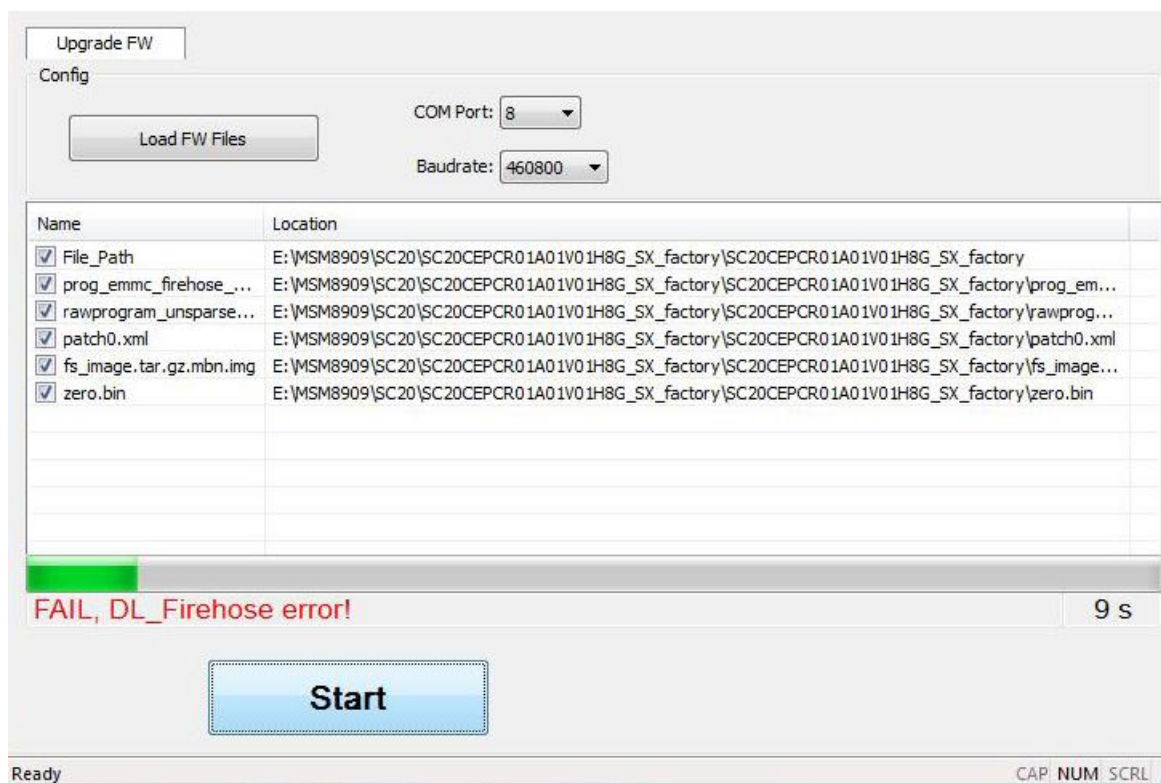 Upgrade FW
Config
Load FW Files
COM Port: 8
Baudrate: 460800
Name Location
File_Path E:\MSM8909\SC20\SC20CEPCR01A01V01H8G_SX_factory\SC20CEPCR01A01V01H8G_SX_factory
prog_emmc_firehose_... E:\MSM8909\SC20\SC20CEPCR01A01V01H8G_SX_factory\SC20CEPCR01A01V01H8G_SX_factory\prog_em...
rawprogram_unsparse... E:\MSM8909\SC20\SC20CEPCR01A01V01H8G_SX_factory\SC20CEPCR01A01V01H8G_SX_factory\rawprog...
patch0.xml E:\MSM8909\SC20\SC20CEPCR01A01V01H8G_SX_factory\SC20CEPCR01A01V01H8G_SX_factory\patch0.xml
fs_image.tar.gz.mbn.img E:\MSM8909\SC20\SC20CEPCR01A01V01H8G_SX_factory\SC20CEPCR01A01V01H8G_SX_factory\fs_image...
zero.bin E:\MSM8909\SC20\SC20CEPCR01A01V01H8G_SX_factory\SC20CEPCR01A01V01H8G_SX_factory\zero.bin
FAIL, DL_Firehose error! 9 s
Start
Ready CAP NUM SCRL